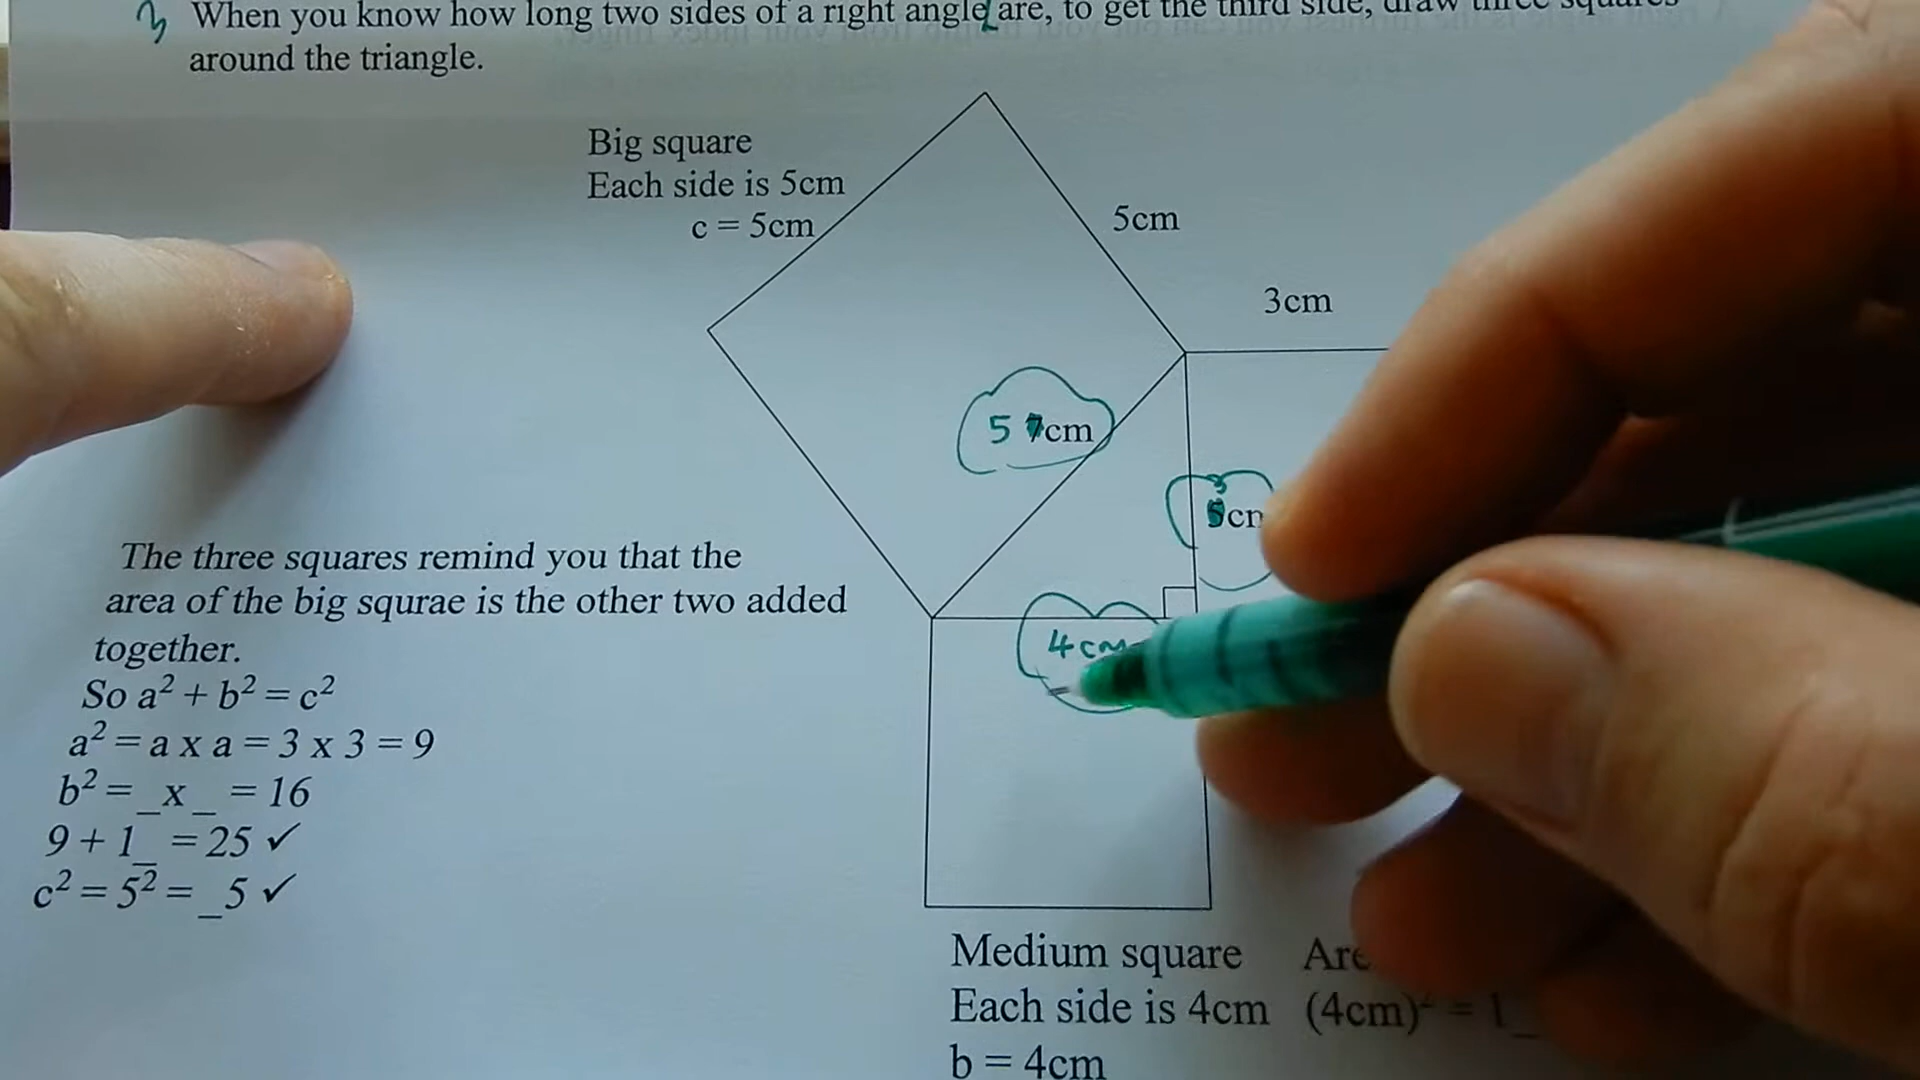 When you know how long two sides of a right angle are, to get the third side, draw three squares
around the triangle.
Big square
Each side is 5cm
c = 5cm
5cm
3cm
5 cm
3
cm
4cm
The three squares remind you that the
area of the big squrae is the other two added
together.
So a² + b² = c²
a² = a x a = 3 x 3 = 9
b² = _x_ = 16
9 + 1_ = 25 ✓
c² = 5² = _5 ✓
Medium square
Each side is 4cm (4cm)² = 1_
b = 4cm